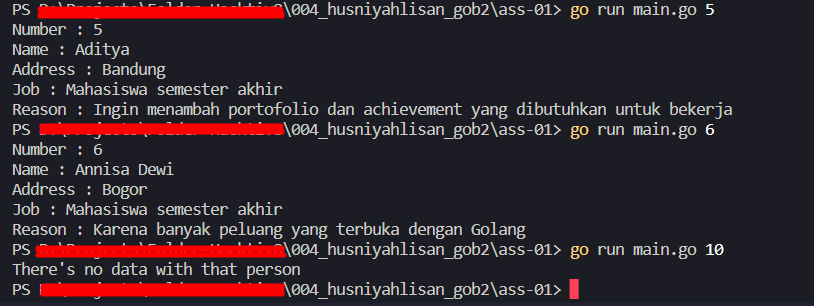 PS \004_husniyahlisan_gob2\ass-01> go run main.go 5
Number : 5
Name : Aditya
Address : Bandung
Job : Mahasiswa semester akhir
Reason : Ingin menambah portofolio dan achievement yang dibutuhkan untuk bekerja
PS \004_husniyahlisan_gob2\ass-01> go run main.go 6
Number : 6
Name : Annisa Dewi
Address : Bogor
Job : Mahasiswa semester akhir
Reason : Karena banyak peluang yang terbuka dengan Golang
PS \004_husniyahlisan_gob2\ass-01> go run main.go 10
There's no data with that person
PS \004_husniyahlisan_gob2\ass-01>